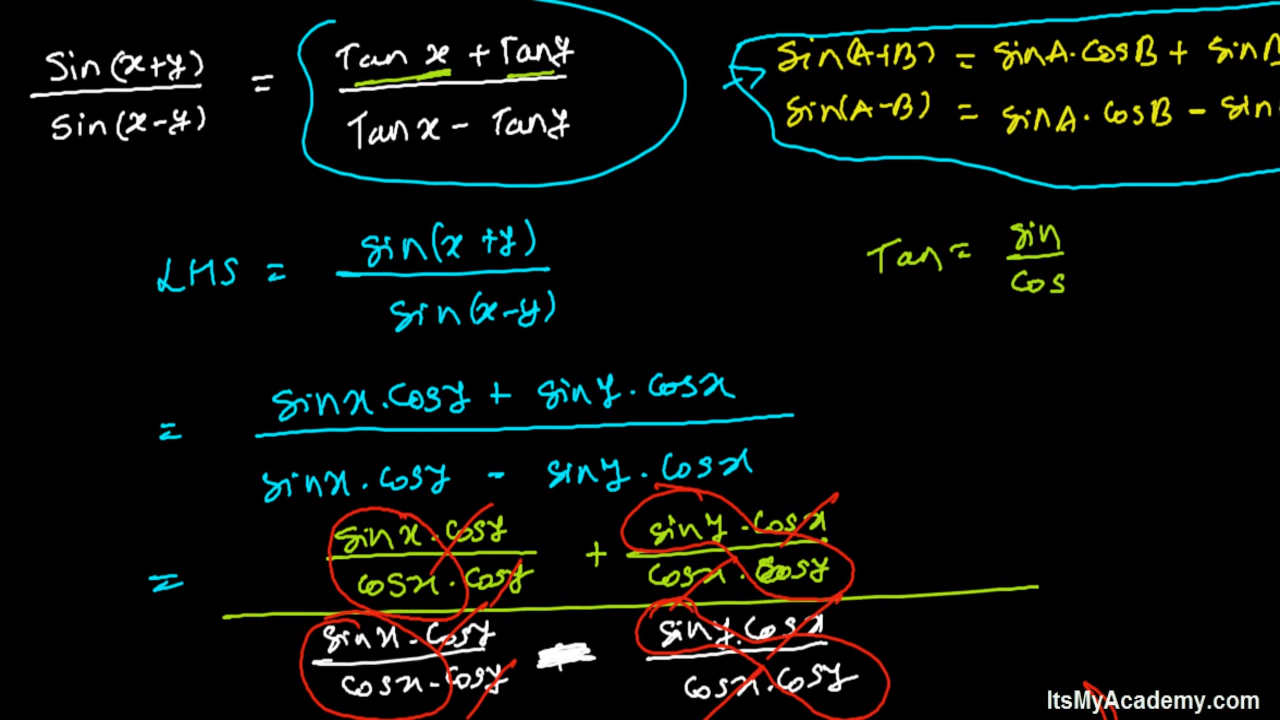 Sin(x+y) / Sin(x-y) = Tan x + Tan y / Tan x - Tan y
Sin(A+B) = sinA.cosB + sinB
Sin(A-B) = sinA.cosB - sin
LHS = sin(x+y) / sin(x-y)
Tan = sin / cos
= sinx.cosy + siny.cosx / sinx.cosy - siny.cosx
= sinx.cosy / cosx.cosy + siny.cosx / cosx.cosy
sinx-cosy / cosx-cosy - siny.cosx / cosx.cosy
ItsMyAcademy.com